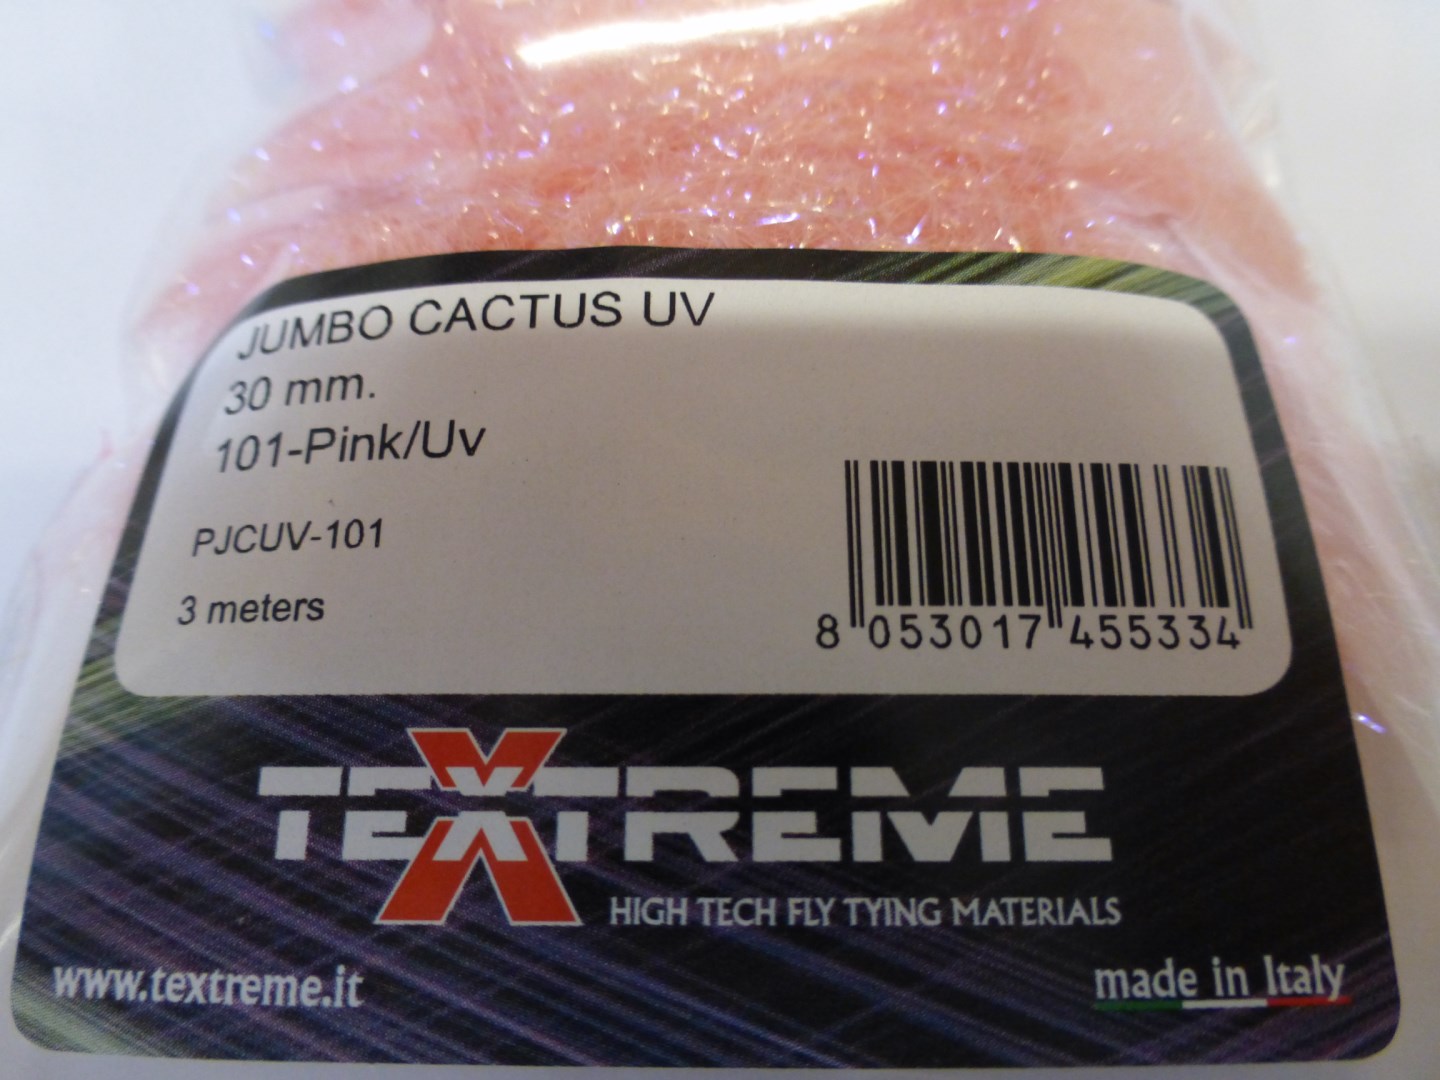 JUMBO CACTUS UV
30 mm.
101-Pink/Uv
PJCUV-101
3 meters
8 053017 455334
TEXTREME
HIGH TECH FLY TYING MATERIALS
www.textreme.it
made in Italy